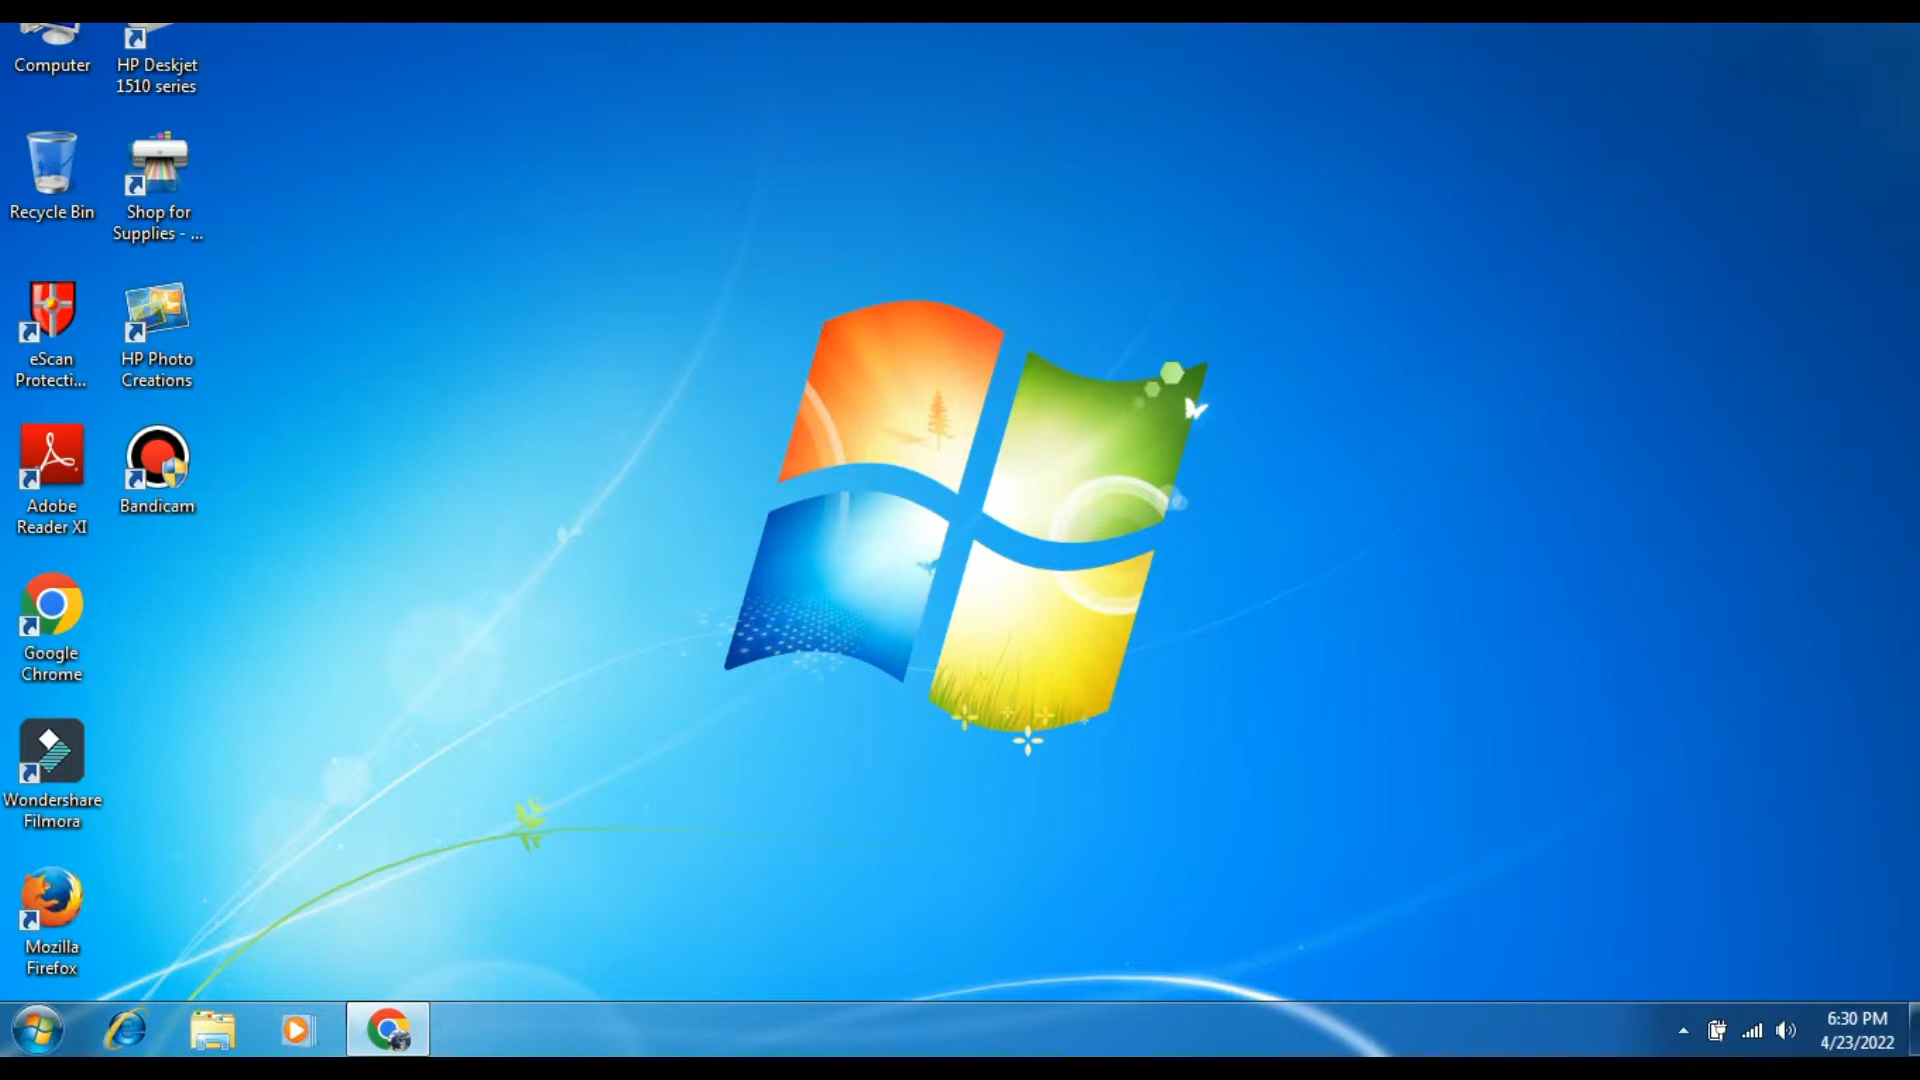 Computer
HP Deskjet
1510 series
Recycle Bin
Shop for
Supplies - ...
eScan
Protecti...
HP Photo
Creations
Adobe
Reader XI
Bandicam
Google
Chrome
Wondershare
Filmora
Mozilla
Firefox
6:30 PM
4/23/2022